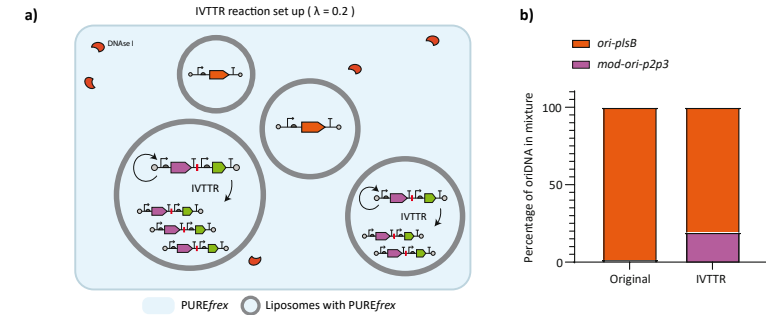 a)
IVTTR reaction set up ( λ = 0.2 )
DNAse I
IVTTR
IVTTR
PUREfrex
Liposomes with PUREfrex
b)
ori-plsB
mod-ori-p2p3
Percentage of oriDNA in mixture
100
50
0
Original
IVTTR